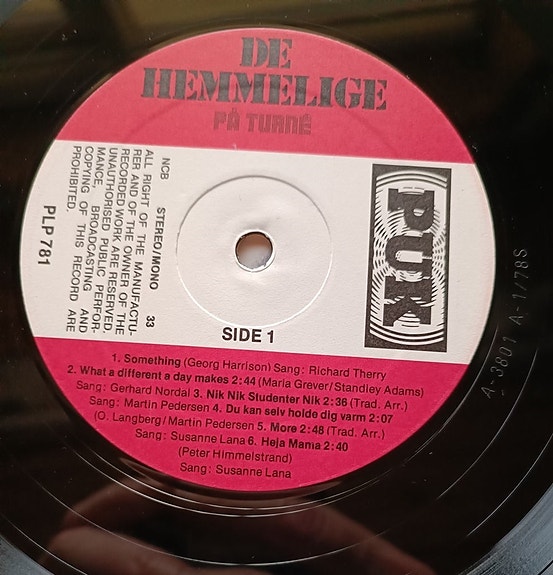 DE
HEMMELIGE
PÅ TURNÉ
NCB STEREO/MONO 33
ALL RIGHT OF THE MANUFACTU-
RER AND OF THE OWNER OF THE
RECORDED WORK ARE RESERVED.
UNAUTHORISED PUBLIC PERFOR-
MANCE, BROADCASTING AND
COPYING OF THIS RECORD ARE
PROHIBITED.
PLP 781
PUK
SIDE 1
1. Something (Georg Harrison) Sang: Richard Therry
2. What a different a day makes 2:44 (Maria Grever/Standley Adams)
Sang: Gerhard Nordal 3. Nik Nik Studenter Nik 2:36 (Trad. Arr.)
Sang: Martin Pedersen 4. Du kan selv holde dig varm 2:07
(O. Langberg/Martin Pedersen 5. More 2:48 (Trad. Arr.)
Sang: Susanne Lana 6. Heja Mama 2:40
(Peter Himmelstrand)
Sang: Susanne Lana
A-3801 A-1/78S